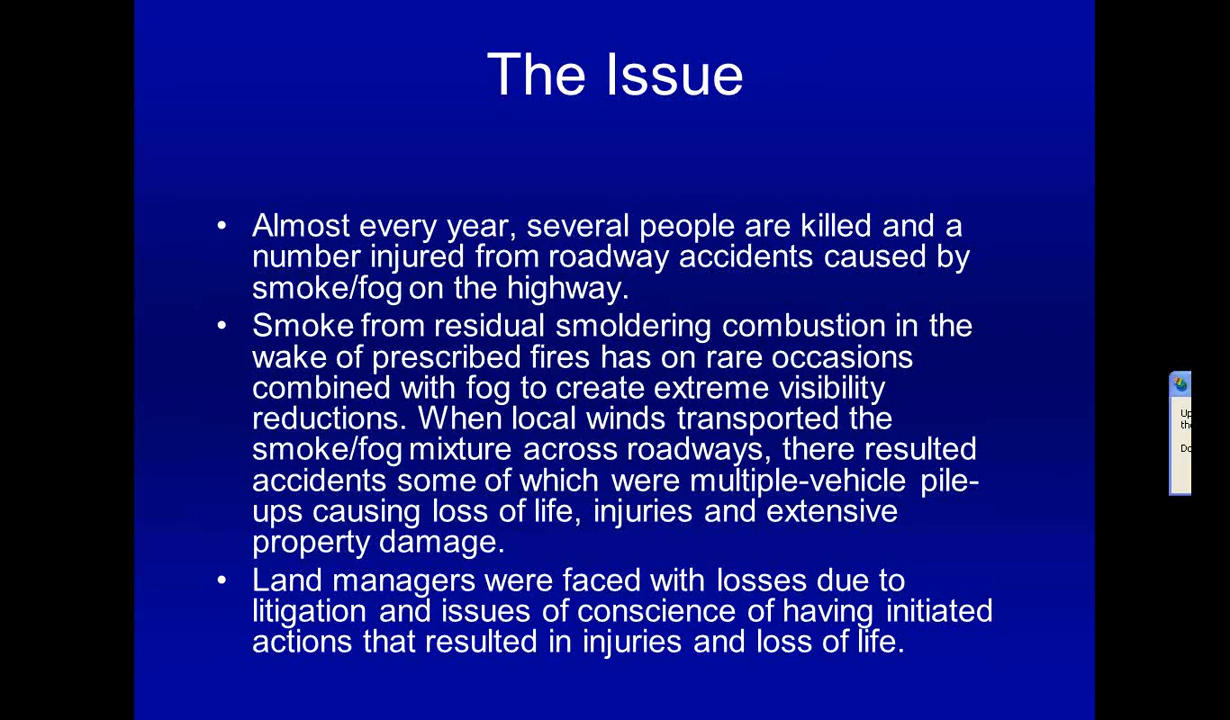 The Issue
• Almost every year, several people are killed and a
number injured from roadway accidents caused by
smoke/fog on the highway.
• Smoke from residual smoldering combustion in the
wake of prescribed fires has on rare occasions
combined with fog to create extreme visibility
reductions. When local winds transported the
smoke/fog mixture across roadways, there resulted
accidents some of which were multiple-vehicle pile-
ups causing loss of life, injuries and extensive
property damage.
• Land managers were faced with losses due to
litigation and issues of conscience of having initiated
actions that resulted in injuries and loss of life.